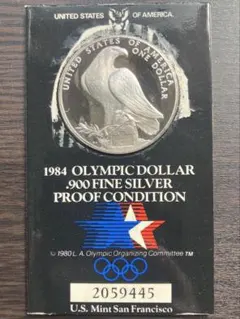 UNITED STATES OF AMERICA
UNITED STATES OF AMERICA
ONE DOLLAR
1984 OLYMPIC DOLLAR
.900 FINE SILVER
PROOF CONDITION
1980 L.A. Olympic Organizing Committee TM
2059445
U.S. Mint San Francisco